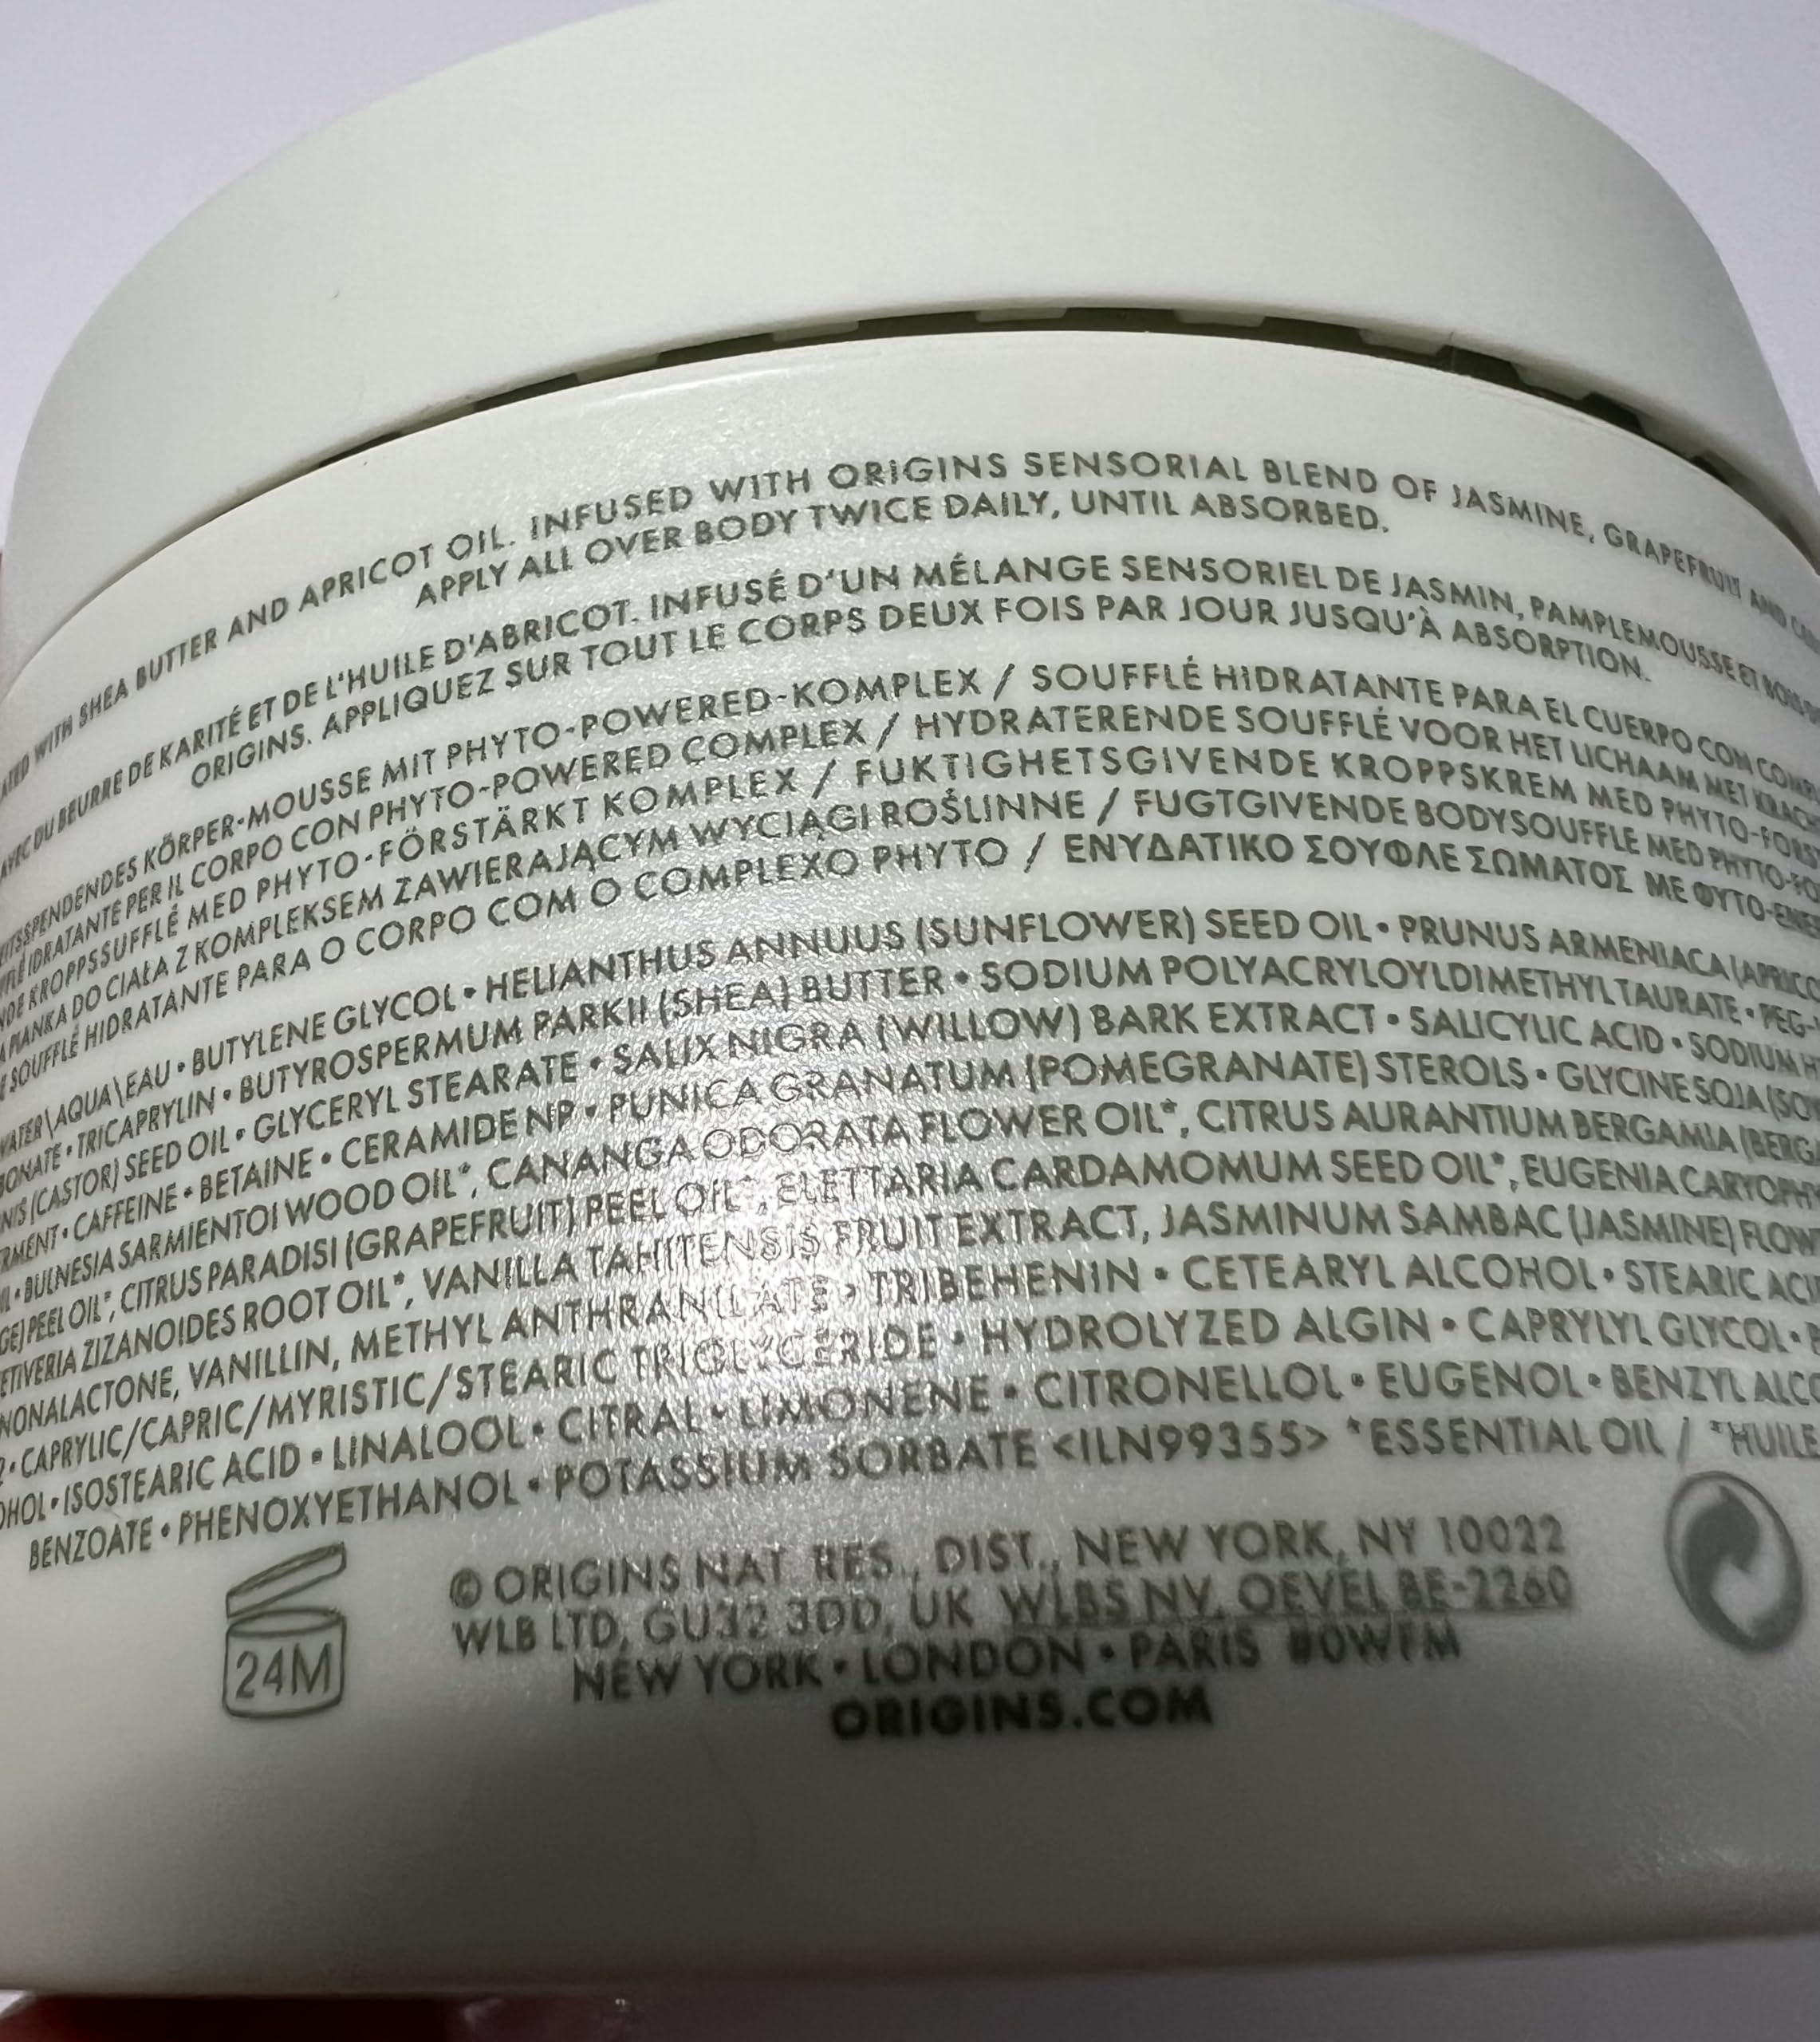 WITH SHEA BUTTER AND APRICOT OIL. INFUSED WITH ORIGINS SENSORIAL BLEND OF JASMINE, GRAPEFRUIT AND
APPLY ALL OVER BODY TWICE DAILY, UNTIL ABSORBED.
AVEC DU BEURRE DE KARITÉ ET DE L'HUILE D'ABRICOT. INFUSÉ D'UN MÉLANGE SENSORIEL DE JASMIN, PAMPLEMOUSSE ET BOIS
ORIGINS. APPLIQUEZ SUR TOUT LE CORPS DEUX FOIS PAR JOUR JUSQU'À ABSORPTION.
KÖRPER-MOUSSE MIT PHYTO-POWERED-KOMPLEX / SOUFFLÉ HIDRATANTE PARA EL CUERPO CON
IDRATANTE PER IL CORPO CON PHYTO-POWERED COMPLEX / HYDRATERENDE SOUFFLÉ VOOR HET LICHAAM MET
KROPPSSUFFLÉ MED PHYTO-FÖRSTÄRKT KOMPLEX / FUKTIGHETSGIVENDE KROPPSKREM MED
PIANKA DO CIAŁA Z KOMPLEKSEM ZAWIERAJĄCYM WYCIĄGI ROŚLINNE / FUGTGIVENDE BODYSOUFFLE MED
SOUFFLÉ HIDRATANTE PARA O CORPO COM O COMPLEXO PHYTO / ΕΝΥΔΑΤΙΚΟ ΣΟΥΦΛΕ ΣΩΜΑΤΟΣ ΜΕ
WATER\AQUA\EAU • BUTYLENE GLYCOL • HELIANTHUS ANNUUS (SUNFLOWER) SEED OIL • PRUNUS ARMENIACA
• TRICAPRYLIN • BUTYROSPERMUM PARKII (SHEA) BUTTER • SODIUM POLYACRYLOYLDIMETHYL TAURATE •
(CASTOR) SEED OIL • GLYCERYL STEARATE • SALIX NIGRA (WILLOW) BARK EXTRACT • SALICYLIC ACID • SODIUM
• CAFFEINE • BETAINE • CERAMIDE NP • PUNICA GRANATUM (POMEGRANATE) STEROLS • GLYCINE SOJA
• BULNESIA SARMIENTOI WOOD OIL*, CANANGA ODORATA FLOWER OIL*, CITRUS AURANTIUM BERGAMIA
PEEL OIL*, CITRUS PARADISI (GRAPEFRUIT) PEEL OIL*, ELETTARIA CARDAMOMUM SEED OIL*, EUGENIA
ZIZANOIDES ROOT OIL*, VANILLA TAHITENSIS FRUIT EXTRACT, JASMINUM SAMBAC (JASMINE)
VANILLIN, METHYL ANTHRANILATE • TRIBEHENIN • CETEARYL ALCOHOL • STEARIC
• CAPRYLIC/CAPRIC/MYRISTIC/STEARIC TRIGLYCERIDE • HYDROLYZED ALGIN • CAPRYLYL GLYCOL •
• ISOSTEARIC ACID • LINALOOL • CITRAL • LIMONENE • CITRONELLOL • EUGENOL • BENZYL
BENZOATE • PHENOXYETHANOL • POTASSIUM SORBATE <ILN99355> *ESSENTIAL OIL /
24M
© ORIGINS NAT. RES., DIST., NEW YORK, NY 10022
WLB LTD, GU32 3DD, UK WLBS NV, OEVEL BE-2260
NEW YORK • LONDON • PARIS
ORIGINS.COM